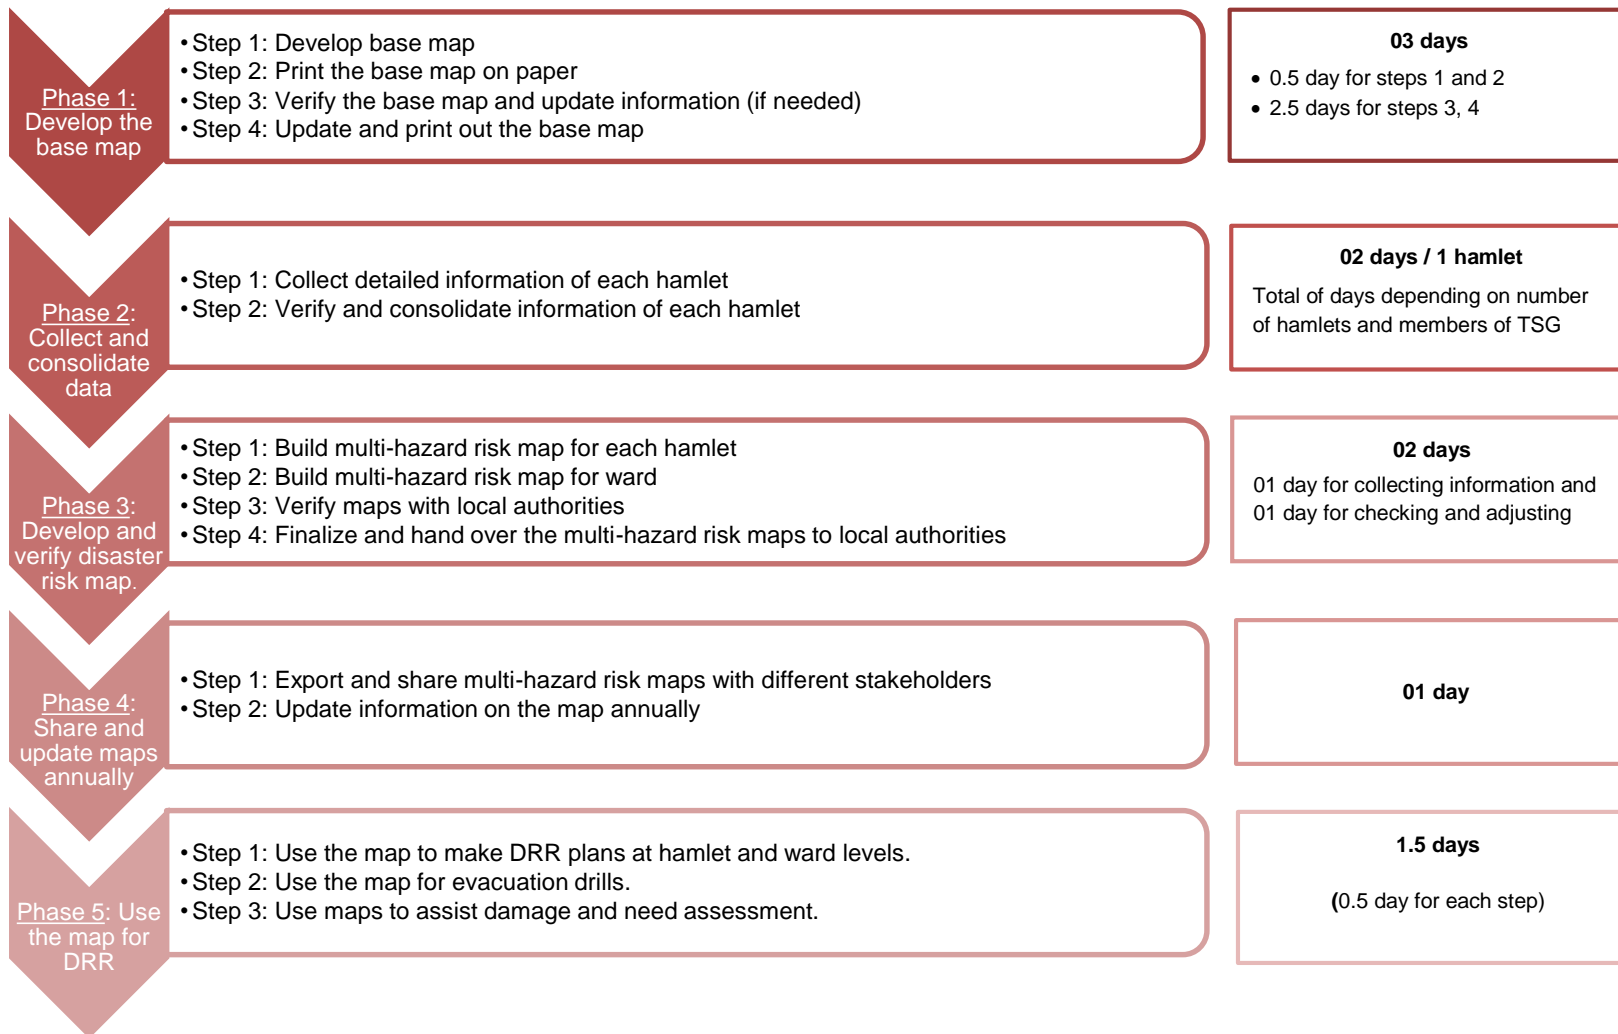 Phase 1:
Develop the
base map
• Step 1: Develop base map
• Step 2: Print the base map on paper
• Step 3: Verify the base map and update information (if needed)
• Step 4: Update and print out the base map
03 days
• 0.5 day for steps 1 and 2
• 2.5 days for steps 3, 4
Phase 2:
Collect and
consolidate
data
• Step 1: Collect detailed information of each hamlet
• Step 2: Verify and consolidate information of each hamlet
02 days / 1 hamlet
Total of days depending on number
of hamlets and members of TSG
Phase 3:
Develop and
verify disaster
risk map.
• Step 1: Build multi-hazard risk map for each hamlet
• Step 2: Build multi-hazard risk map for ward
• Step 3: Verify maps with local authorities
• Step 4: Finalize and hand over the multi-hazard risk maps to local authorities
02 days
01 day for collecting information and
01 day for checking and adjusting
Phase 4:
Share and
update maps
annually
• Step 1: Export and share multi-hazard risk maps with different stakeholders
• Step 2: Update information on the map annually
01 day
Phase 5: Use
the map for
DRR
• Step 1: Use the map to make DRR plans at hamlet and ward levels.
• Step 2: Use the map for evacuation drills.
• Step 3: Use maps to assist damage and need assessment.
1.5 days
(0.5 day for each step)